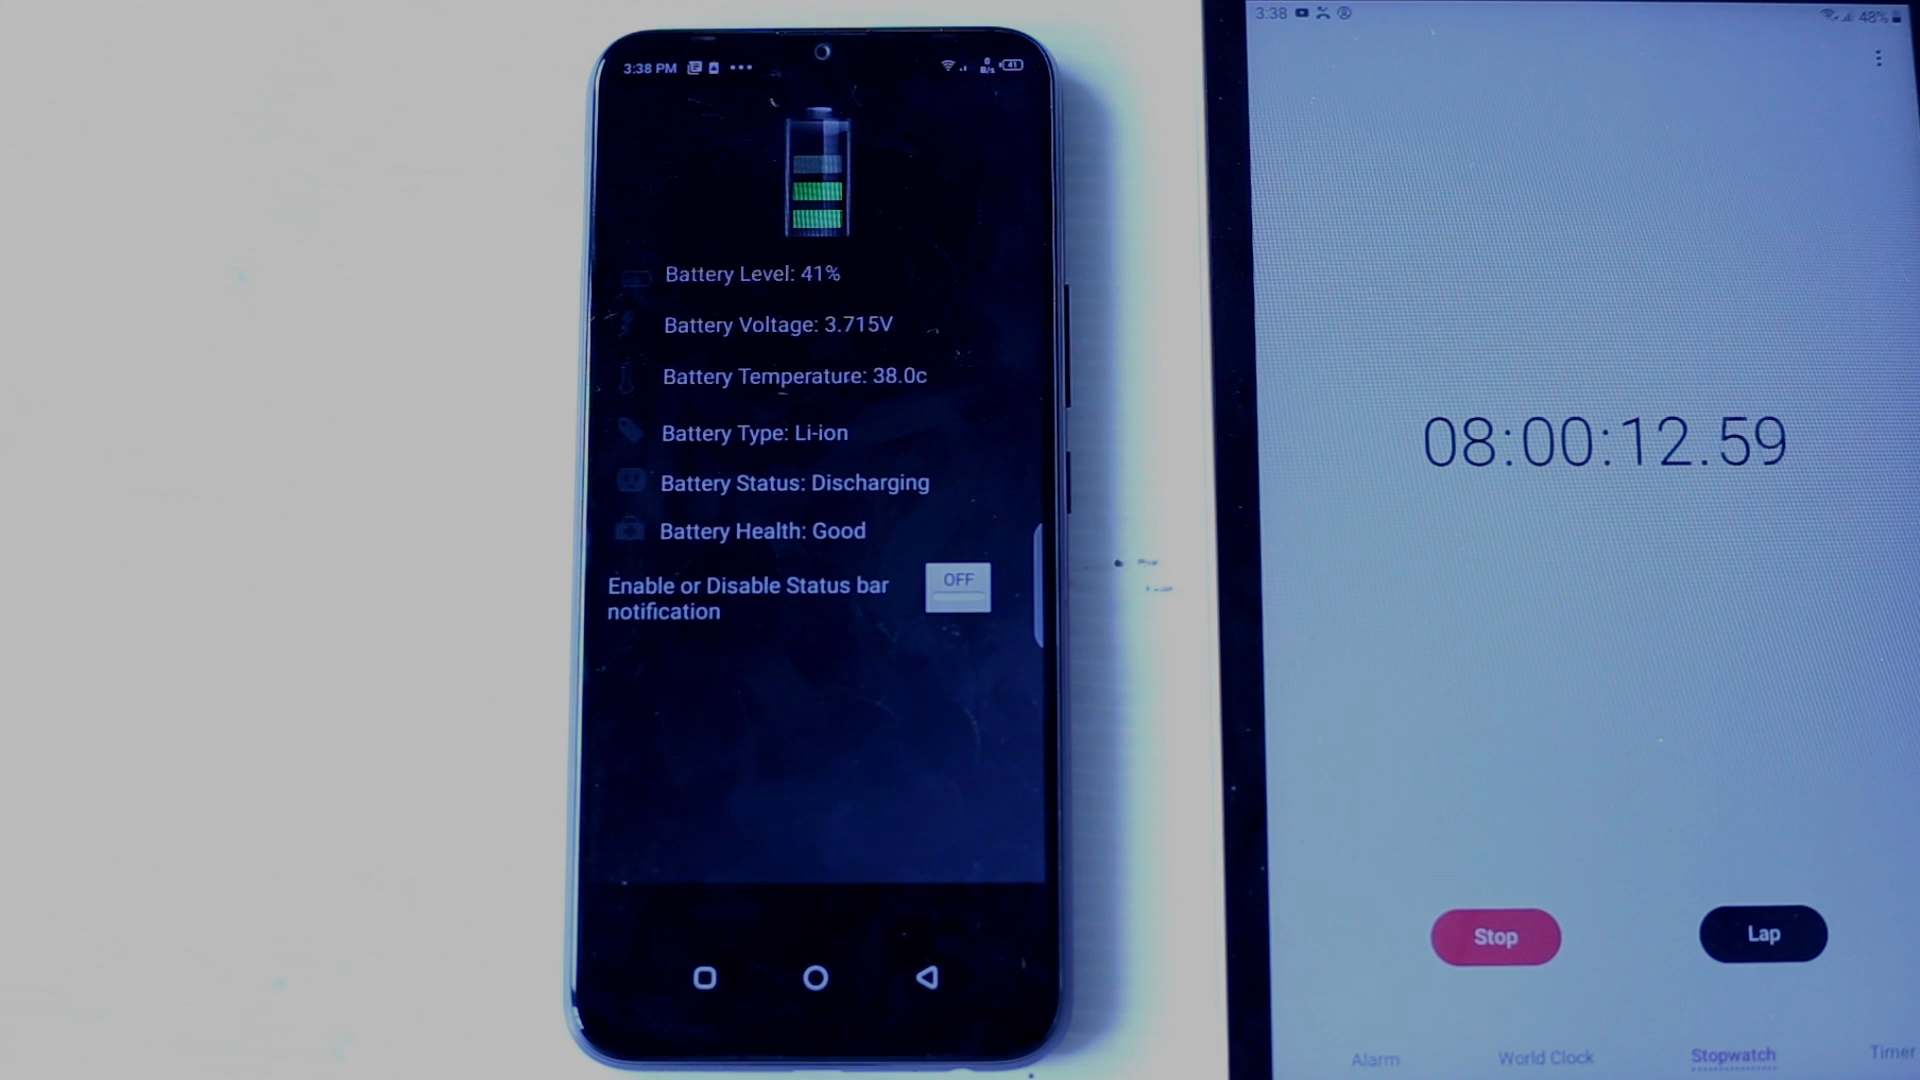 3:38 PM
0
B/s
41
Battery Level: 41%
Battery Voltage: 3.715V
Battery Temperature: 38.0c
Battery Type: Li-ion
Battery Status: Discharging
Battery Health: Good
Enable or Disable Status bar
notification
OFF
3:38
48%
08:00:12.59
Stop
Lap
Alarm
World Clock
Stopwatch
Timer